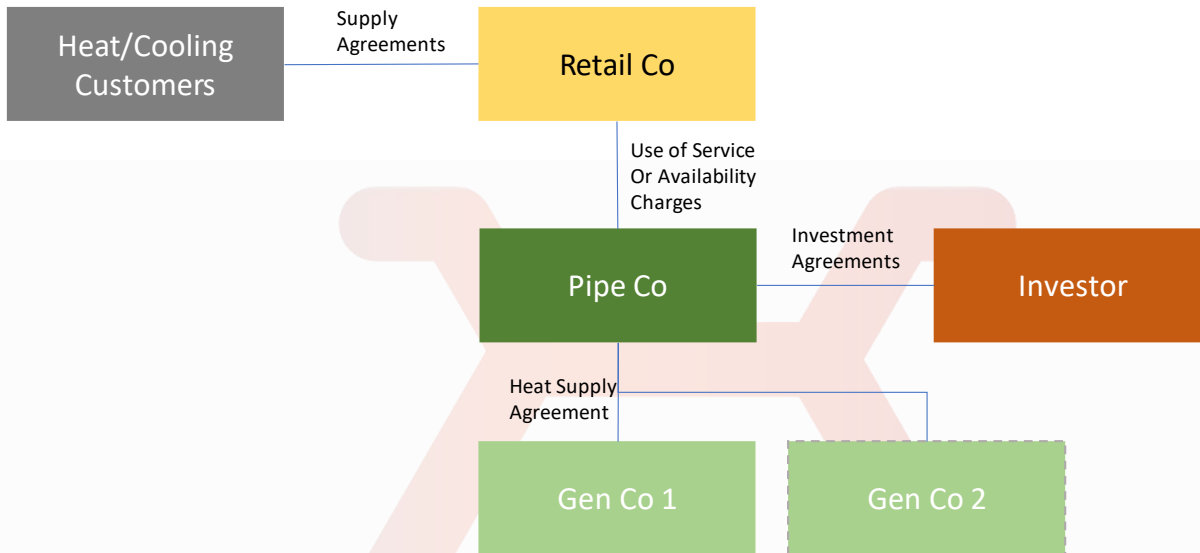 Supply
Agreements
Heat/Cooling
Customers
Retail Co
Use of Service
Or Availability
Charges
Investment
Agreements
Pipe Co
Investor
Heat Supply
Agreement
Gen Co 1
Gen Co 2